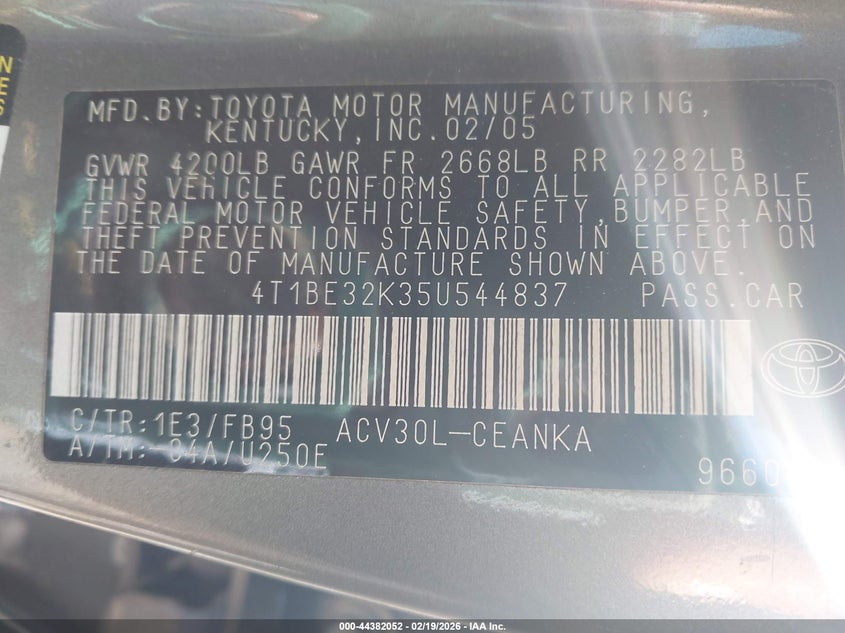 N
E
S
MFD.BY:TOYOTA MOTOR MANUFACTURING,
KENTUCKY,INC.02/05
GVWR 4200LB GAWR FR 2668LB RR 2282LB
THIS VEHICLE CONFORMS TO ALL APPLICABLE
FEDERAL MOTOR VEHICLE SAFETY,BUMPER,AND
THEFT PREVENTION STANDARDS IN EFFECT ON
THE DATE OF MANUFACTURE SHOWN ABOVE.
4T1BE32K35U544837 PASS.CAR
C/TR:1E3/FB95 ACV30L-CEANKA
A/TM: 04A/U250E
9660
000-44382052 - 02/19/2026 - IAA Inc.